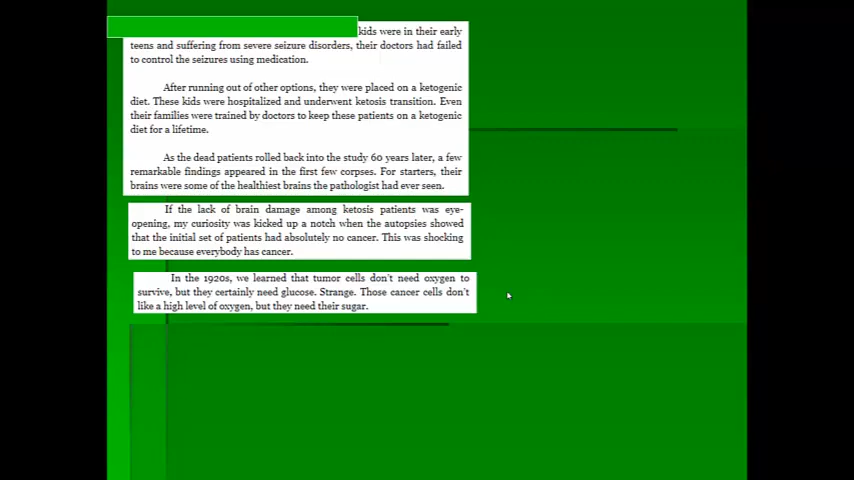 kids were in their early
teens and suffering from severe seizure disorders, their doctors had failed
to control the seizures using medication.
After running out of other options, they were placed on a ketogenic
diet. These kids were hospitalized and underwent ketosis transition. Even
their families were trained by doctors to keep these patients on a ketogenic
diet for a lifetime.
As the dead patients rolled back into the study 60 years later, a few
remarkable findings appeared in the first few corpses. For starters, their
brains were some of the healthiest brains the pathologist had ever seen.
If the lack of brain damage among ketosis patients was eye-
opening, my curiosity was kicked up a notch when the autopsies showed
that the initial set of patients had absolutely no cancer. This was shocking
to me because everybody has cancer.
In the 1920s, we learned that tumor cells don't need oxygen to
survive, but they certainly need glucose. Strange. Those cancer cells don't
like a high level of oxygen, but they need their sugar.